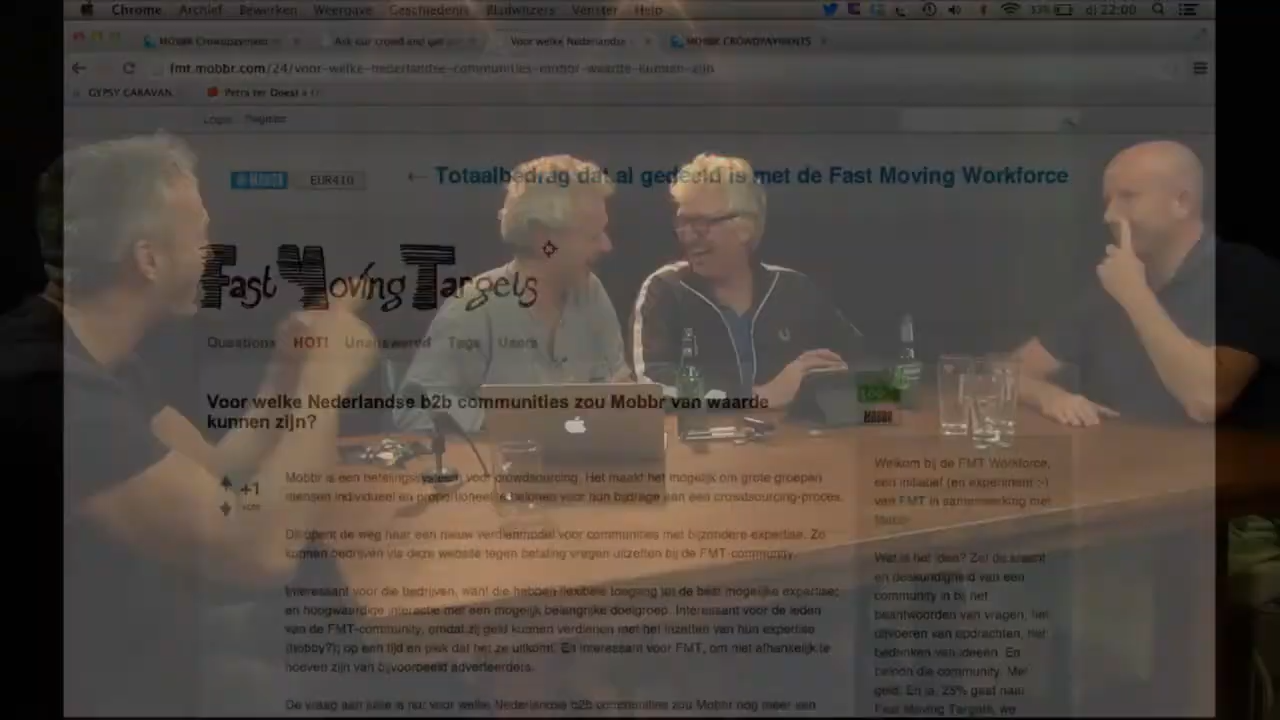 Chrome Archief Bewerken Weergave Geschiedenis Bladwijzers Venster Help 33% di 22:00
MOBBR Crowdpayment Ask our crowd and get Voor welke Nederlandse MOBBR CROWDPAYMENTS
fmt.mobbr.com/24/voor-welke-nederlandse-communities-mobbr-waarde-kunnen-zijn
GYPSY CARAVAN Petra ter Doest
Login Register
EUR410 ← Totaalbedrag dat al gedeeld is met de Fast Moving Workforce
Fast Moving Targets
Questions HOT! Unanswered Tags Users
Voor welke Nederlandse b2b communities zou Mobbr van waarde
kunnen zijn?
+1
vote
Mobbr is een betalingssysteem voor crowdsourcing. Het maakt het mogelijk om grote groepen
mensen individueel en proportioneel te belonen voor hun bijdrage aan een crowdsourcing-proces.
Dit opent de weg naar een nieuw verdienmodel voor communities met bijzondere expertise. Zo
kunnen bedrijven via deze website tegen betaling vragen uitzetten bij de FMT-community.
Interessant voor die bedrijven, want die hebben flexibele toegang tot de best mogelijke expertise;
en hoogwaardige interactie met een mogelijk belangrijke doelgroep. Interessant voor de leden
van de FMT-community, omdat zij geld kunnen verdienen met het inzetten van hun expertise
(hobby?); op een tijd en plek dat het ze uitkomt. En interessant voor FMT, om niet afhankelijk te
hoeven zijn van bijvoorbeeld adverteerders.
De vraag aan jullie is nu: voor welke Nederlandse b2b communities zou Mobbr nog meer een
Welkom bij de FMT Workforce,
een initiatief (en experiment :-)
van FMT in samenwerking met
Mobbr.
Wat is het idee? Zet de kracht
en deskundigheid van een
community in bij het
beantwoorden van vragen, het
uitvoeren van opdrachten, het
bedenken van ideeen. En
beloon die community. Met
geld. En ja, 25% gaat naar
Fast Moving Targets, we